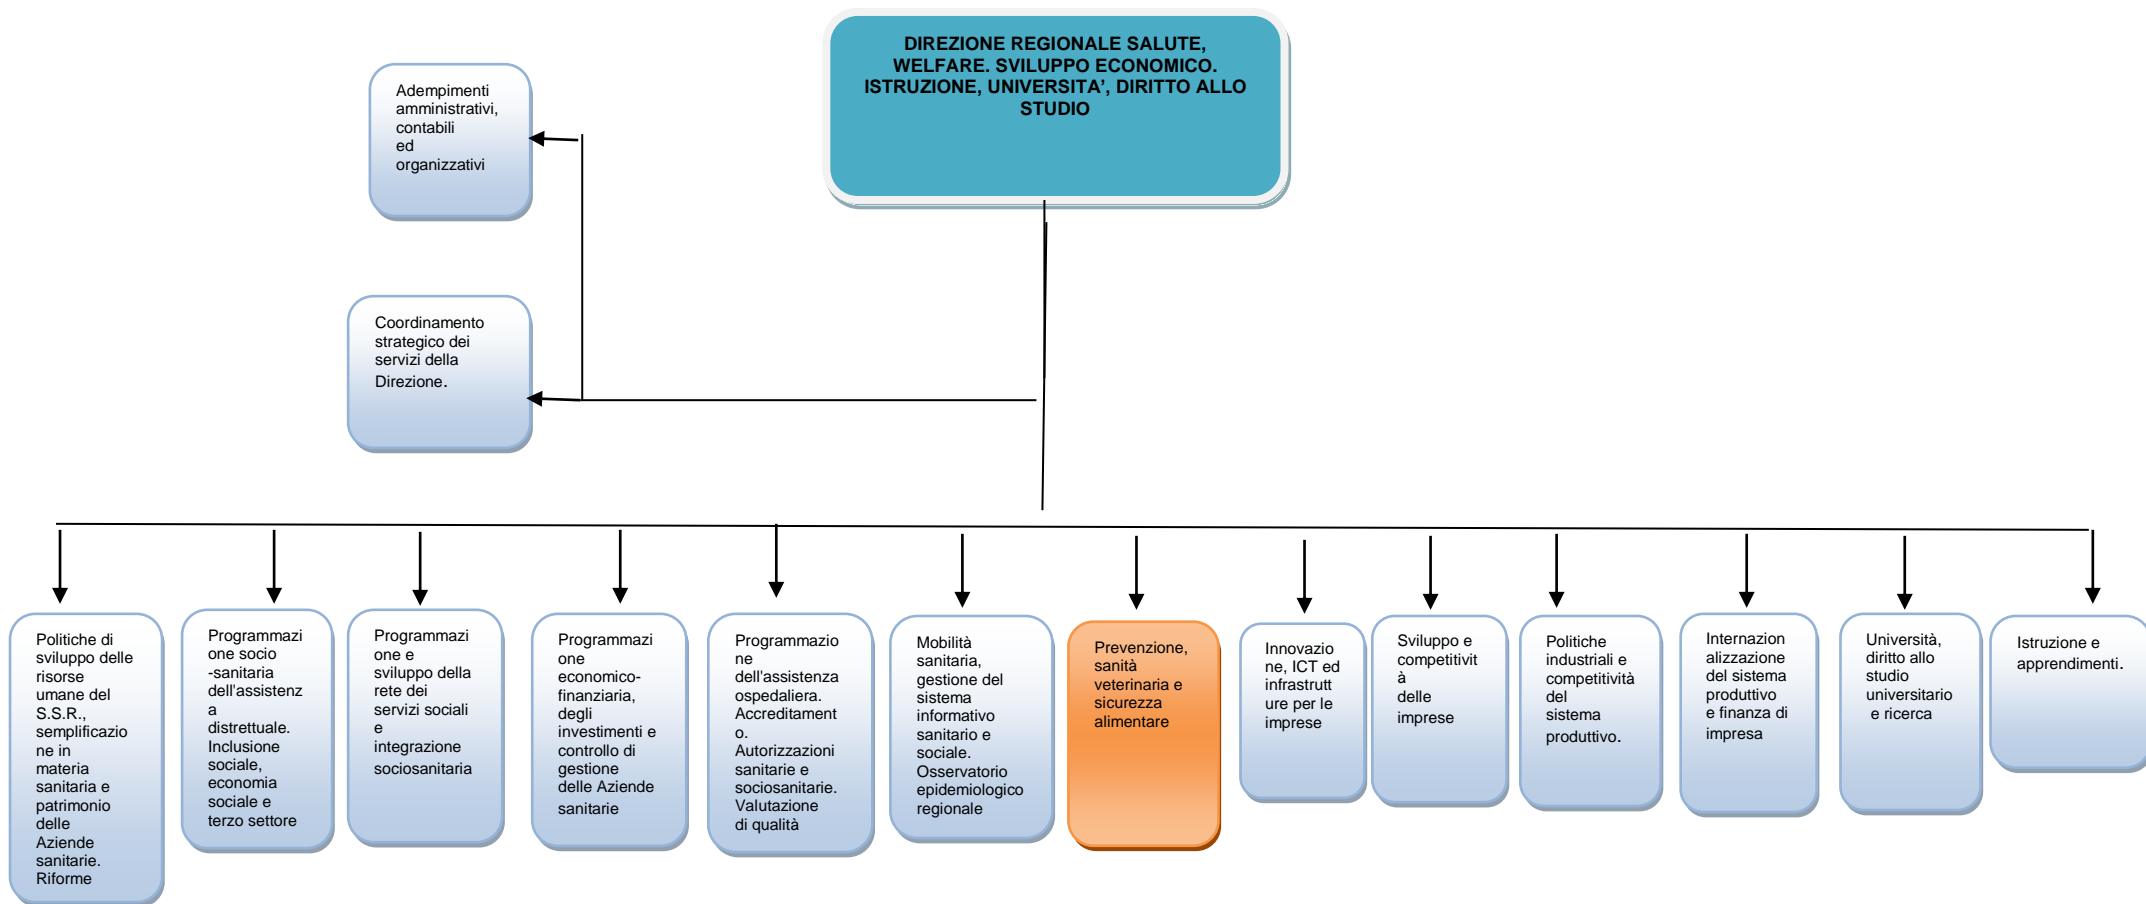 DIREZIONE REGIONALE SALUTE,
WELFARE. SVILUPPO ECONOMICO.
ISTRUZIONE, UNIVERSITA’, DIRITTO ALLO
STUDIO
Adempimenti
amministrativi,
contabili
ed
organizzativi
Coordinamento
strategico dei
servizi della
Direzione.
Politiche di
sviluppo delle
risorse
umane del
S.S.R.,
semplificazio
ne in
materia
sanitaria e
patrimonio
delle
Aziende
sanitarie.
Riforme
Programmazi
one socio
-sanitaria
dell'assistenz
a
distrettuale.
Inclusione
sociale,
economia
sociale e
terzo settore
Programmazi
one e
sviluppo della
rete dei
servizi sociali
e
integrazione
sociosanitaria
Programmazi
one
economico-
finanziaria,
degli
investimenti e
controllo di
gestione
delle Aziende
sanitarie
Programmazio
ne
dell'assistenza
ospedaliera.
Accreditament
o.
Autorizzazioni
sanitarie e
sociosanitarie.
Valutazione
di qualità
Mobilità
sanitaria,
gestione del
sistema
informativo
sanitario e
sociale.
Osservatorio
epidemiologico
regionale
Prevenzione,
sanità
veterinaria e
sicurezza
alimentare
Innovazio
ne, ICT ed
infrastrutt
ure per le
imprese
Sviluppo e
competitivit
à
delle
imprese
Politiche
industriali e
competitività
del
sistema
produttivo.
Internazion
alizzazione
del sistema
produttivo
e finanza di
impresa
Università,
diritto allo
studio
universitario
e ricerca
Istruzione e
apprendimenti.